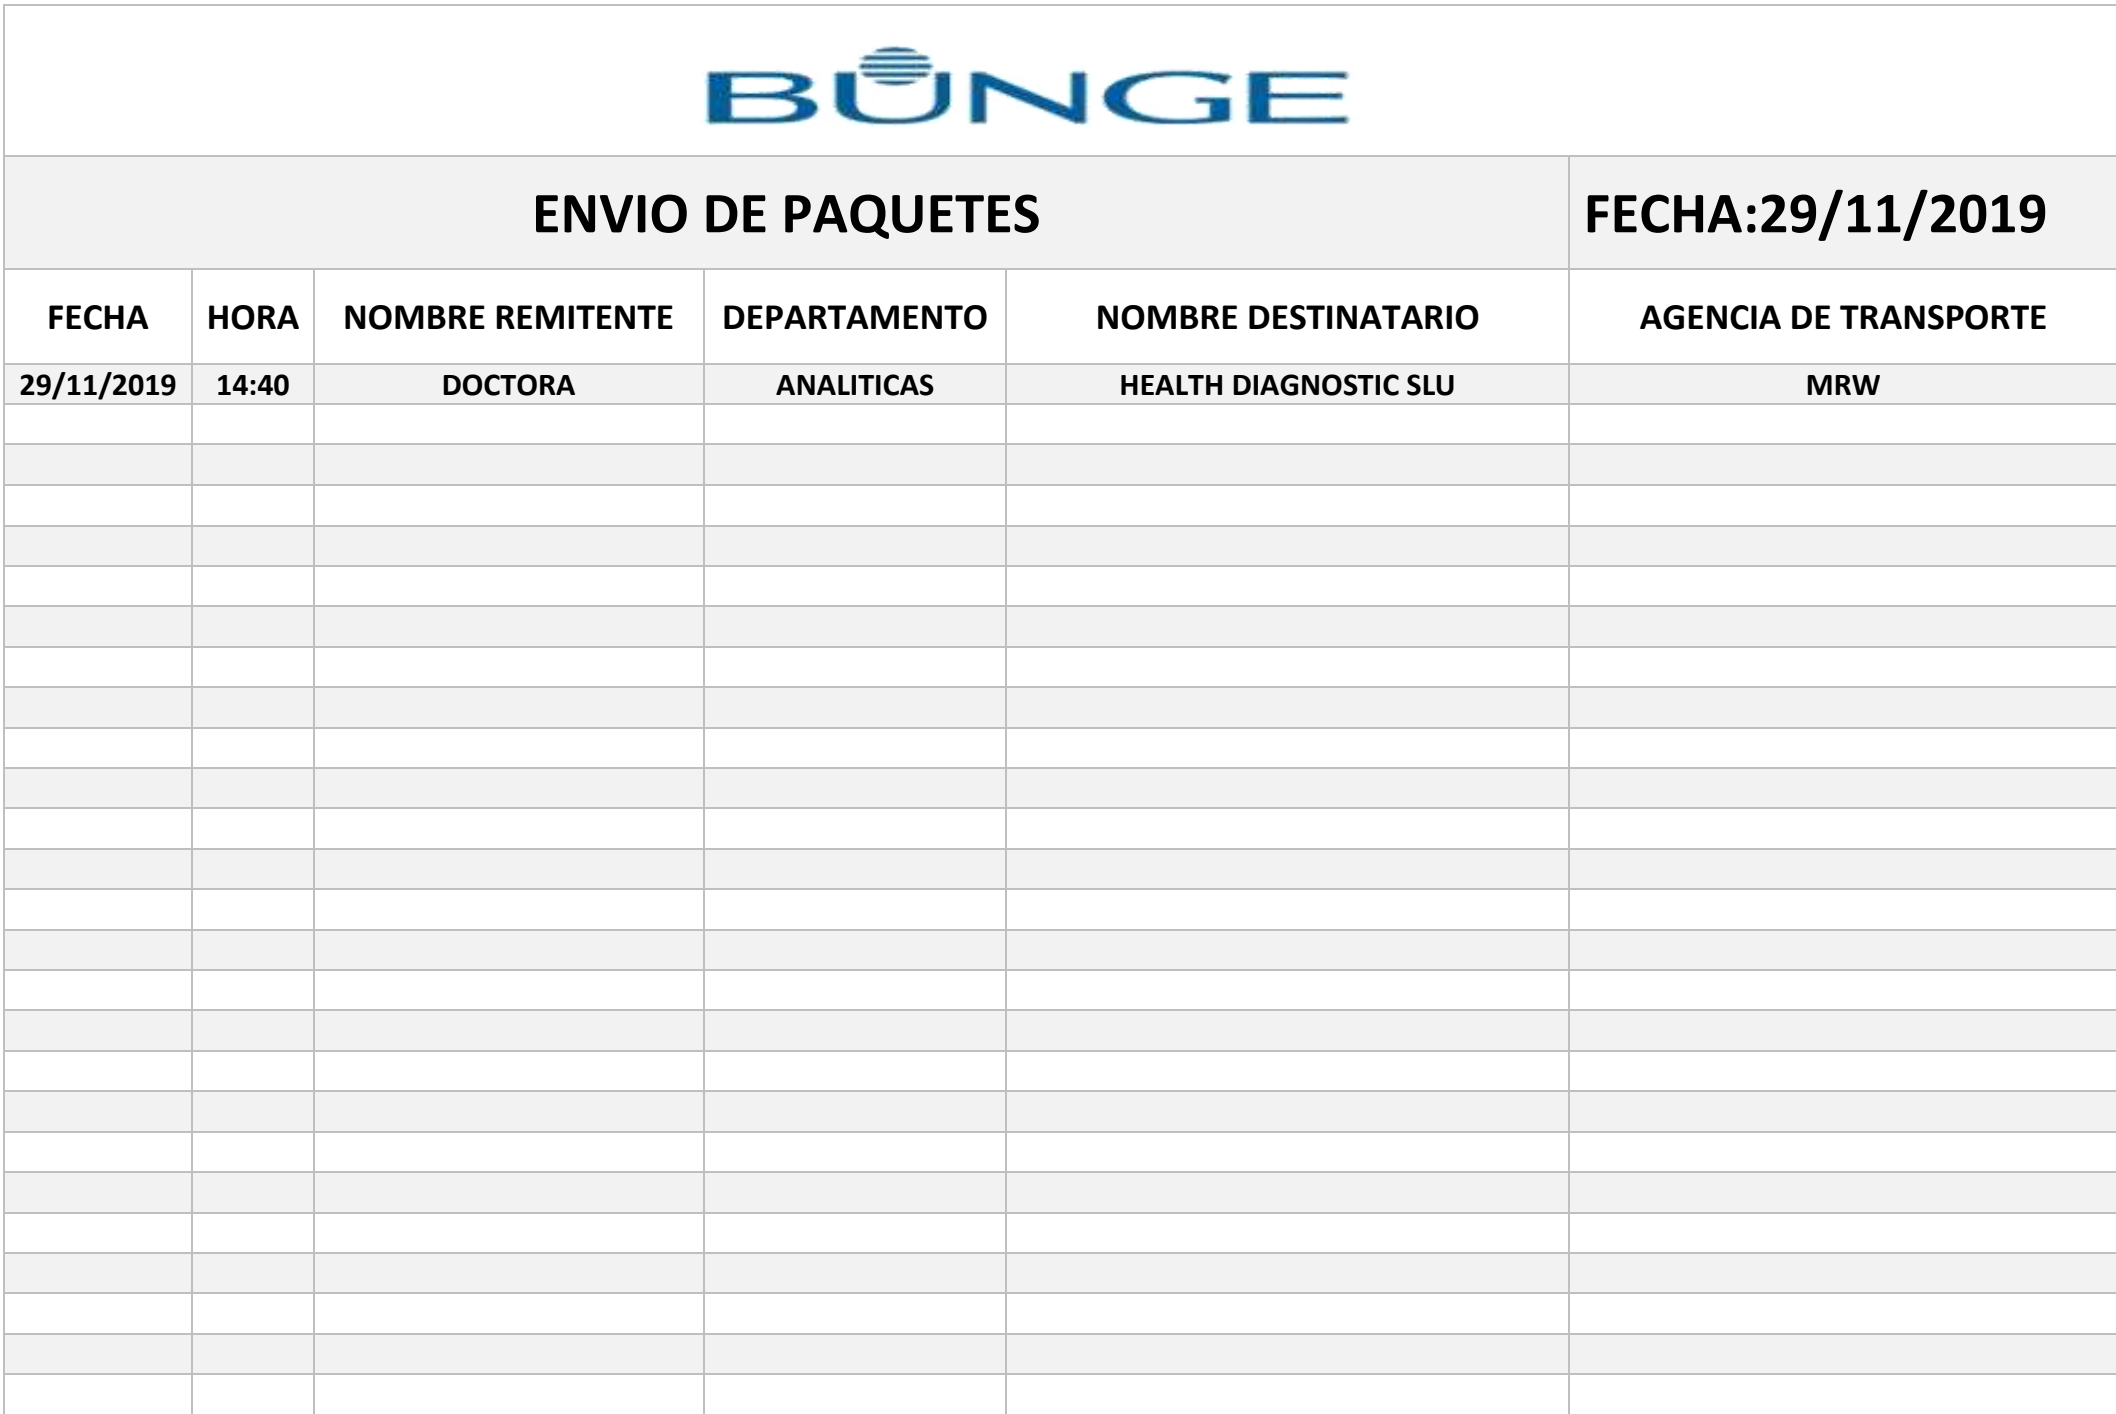 BUNGE
ENVIO DE PAQUETES FECHA:29/11/2019
FECHA HORA NOMBRE REMITENTE DEPARTAMENTO NOMBRE DESTINATARIO AGENCIA DE TRANSPORTE
29/11/2019 14:40 DOCTORA ANALITICAS HEALTH DIAGNOSTIC SLU MRW